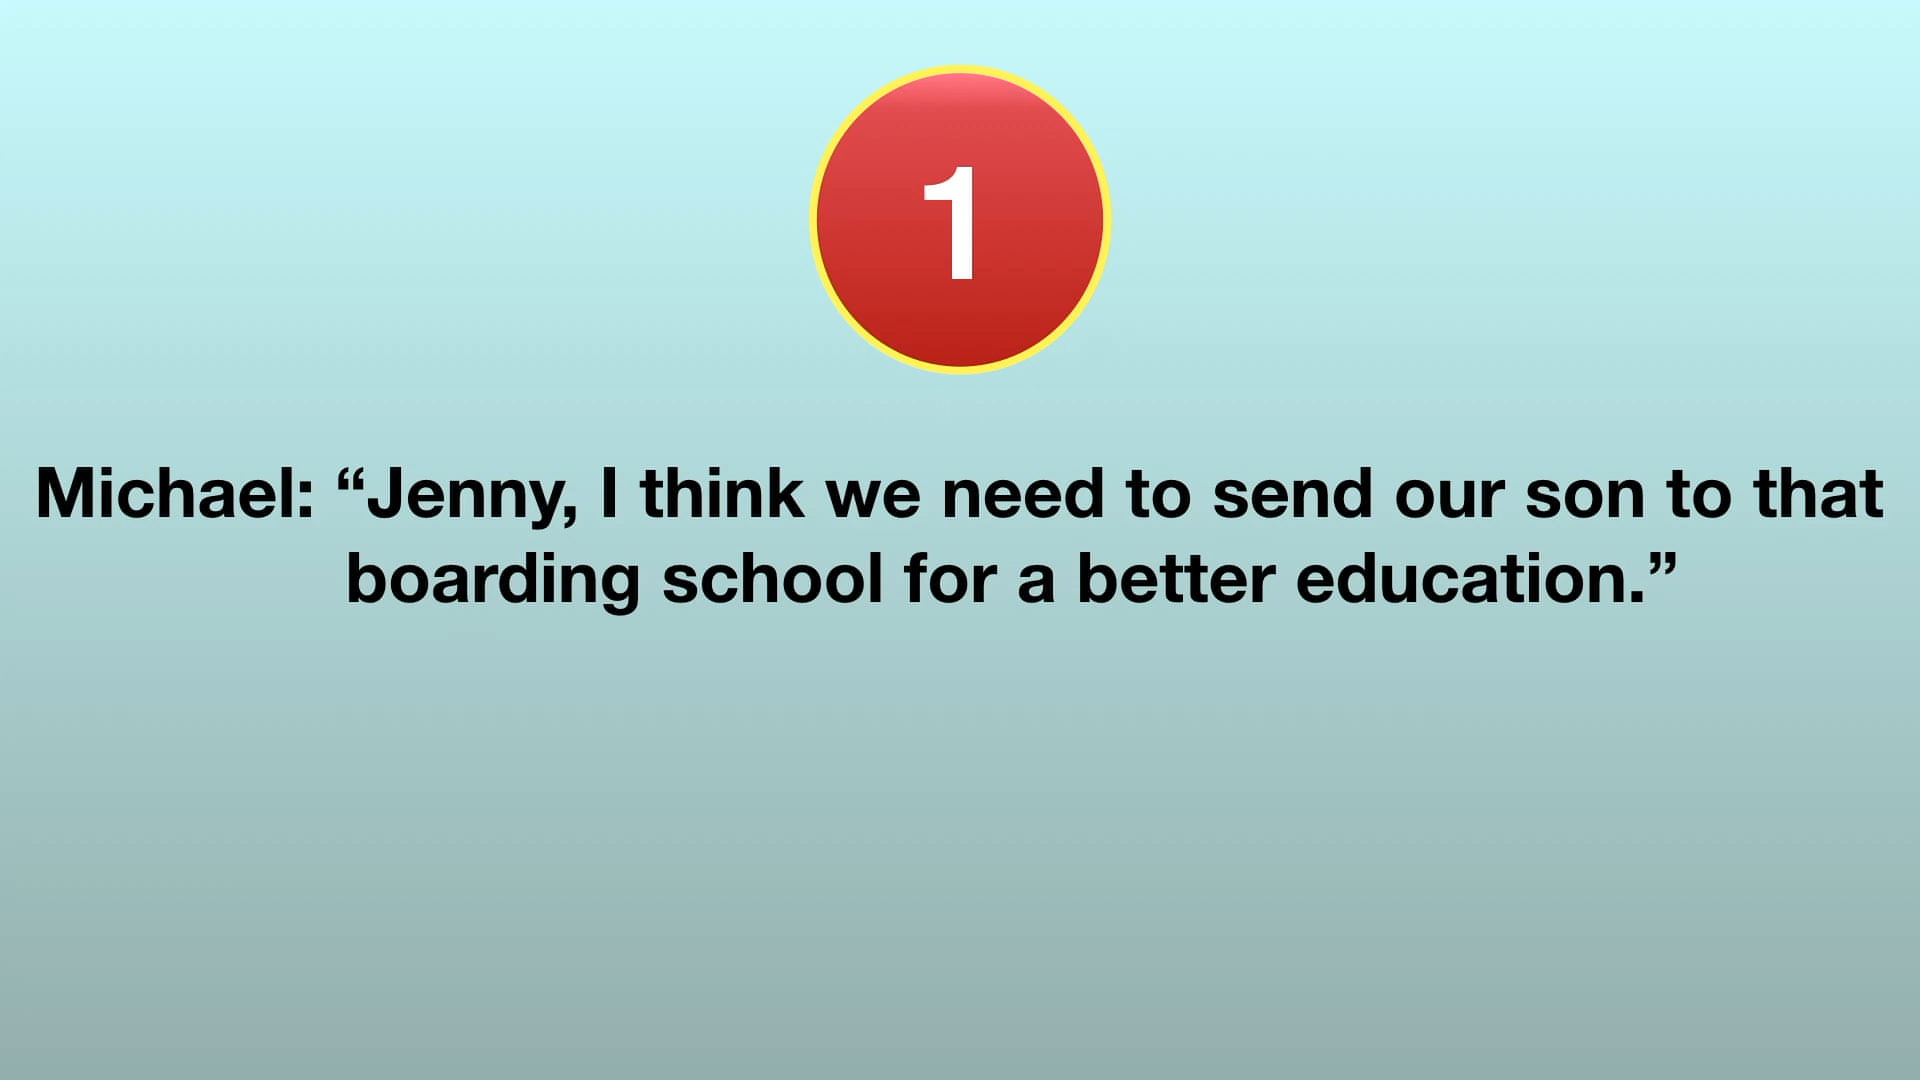 1
Michael: “Jenny, I think we need to send our son to that
boarding school for a better education.”